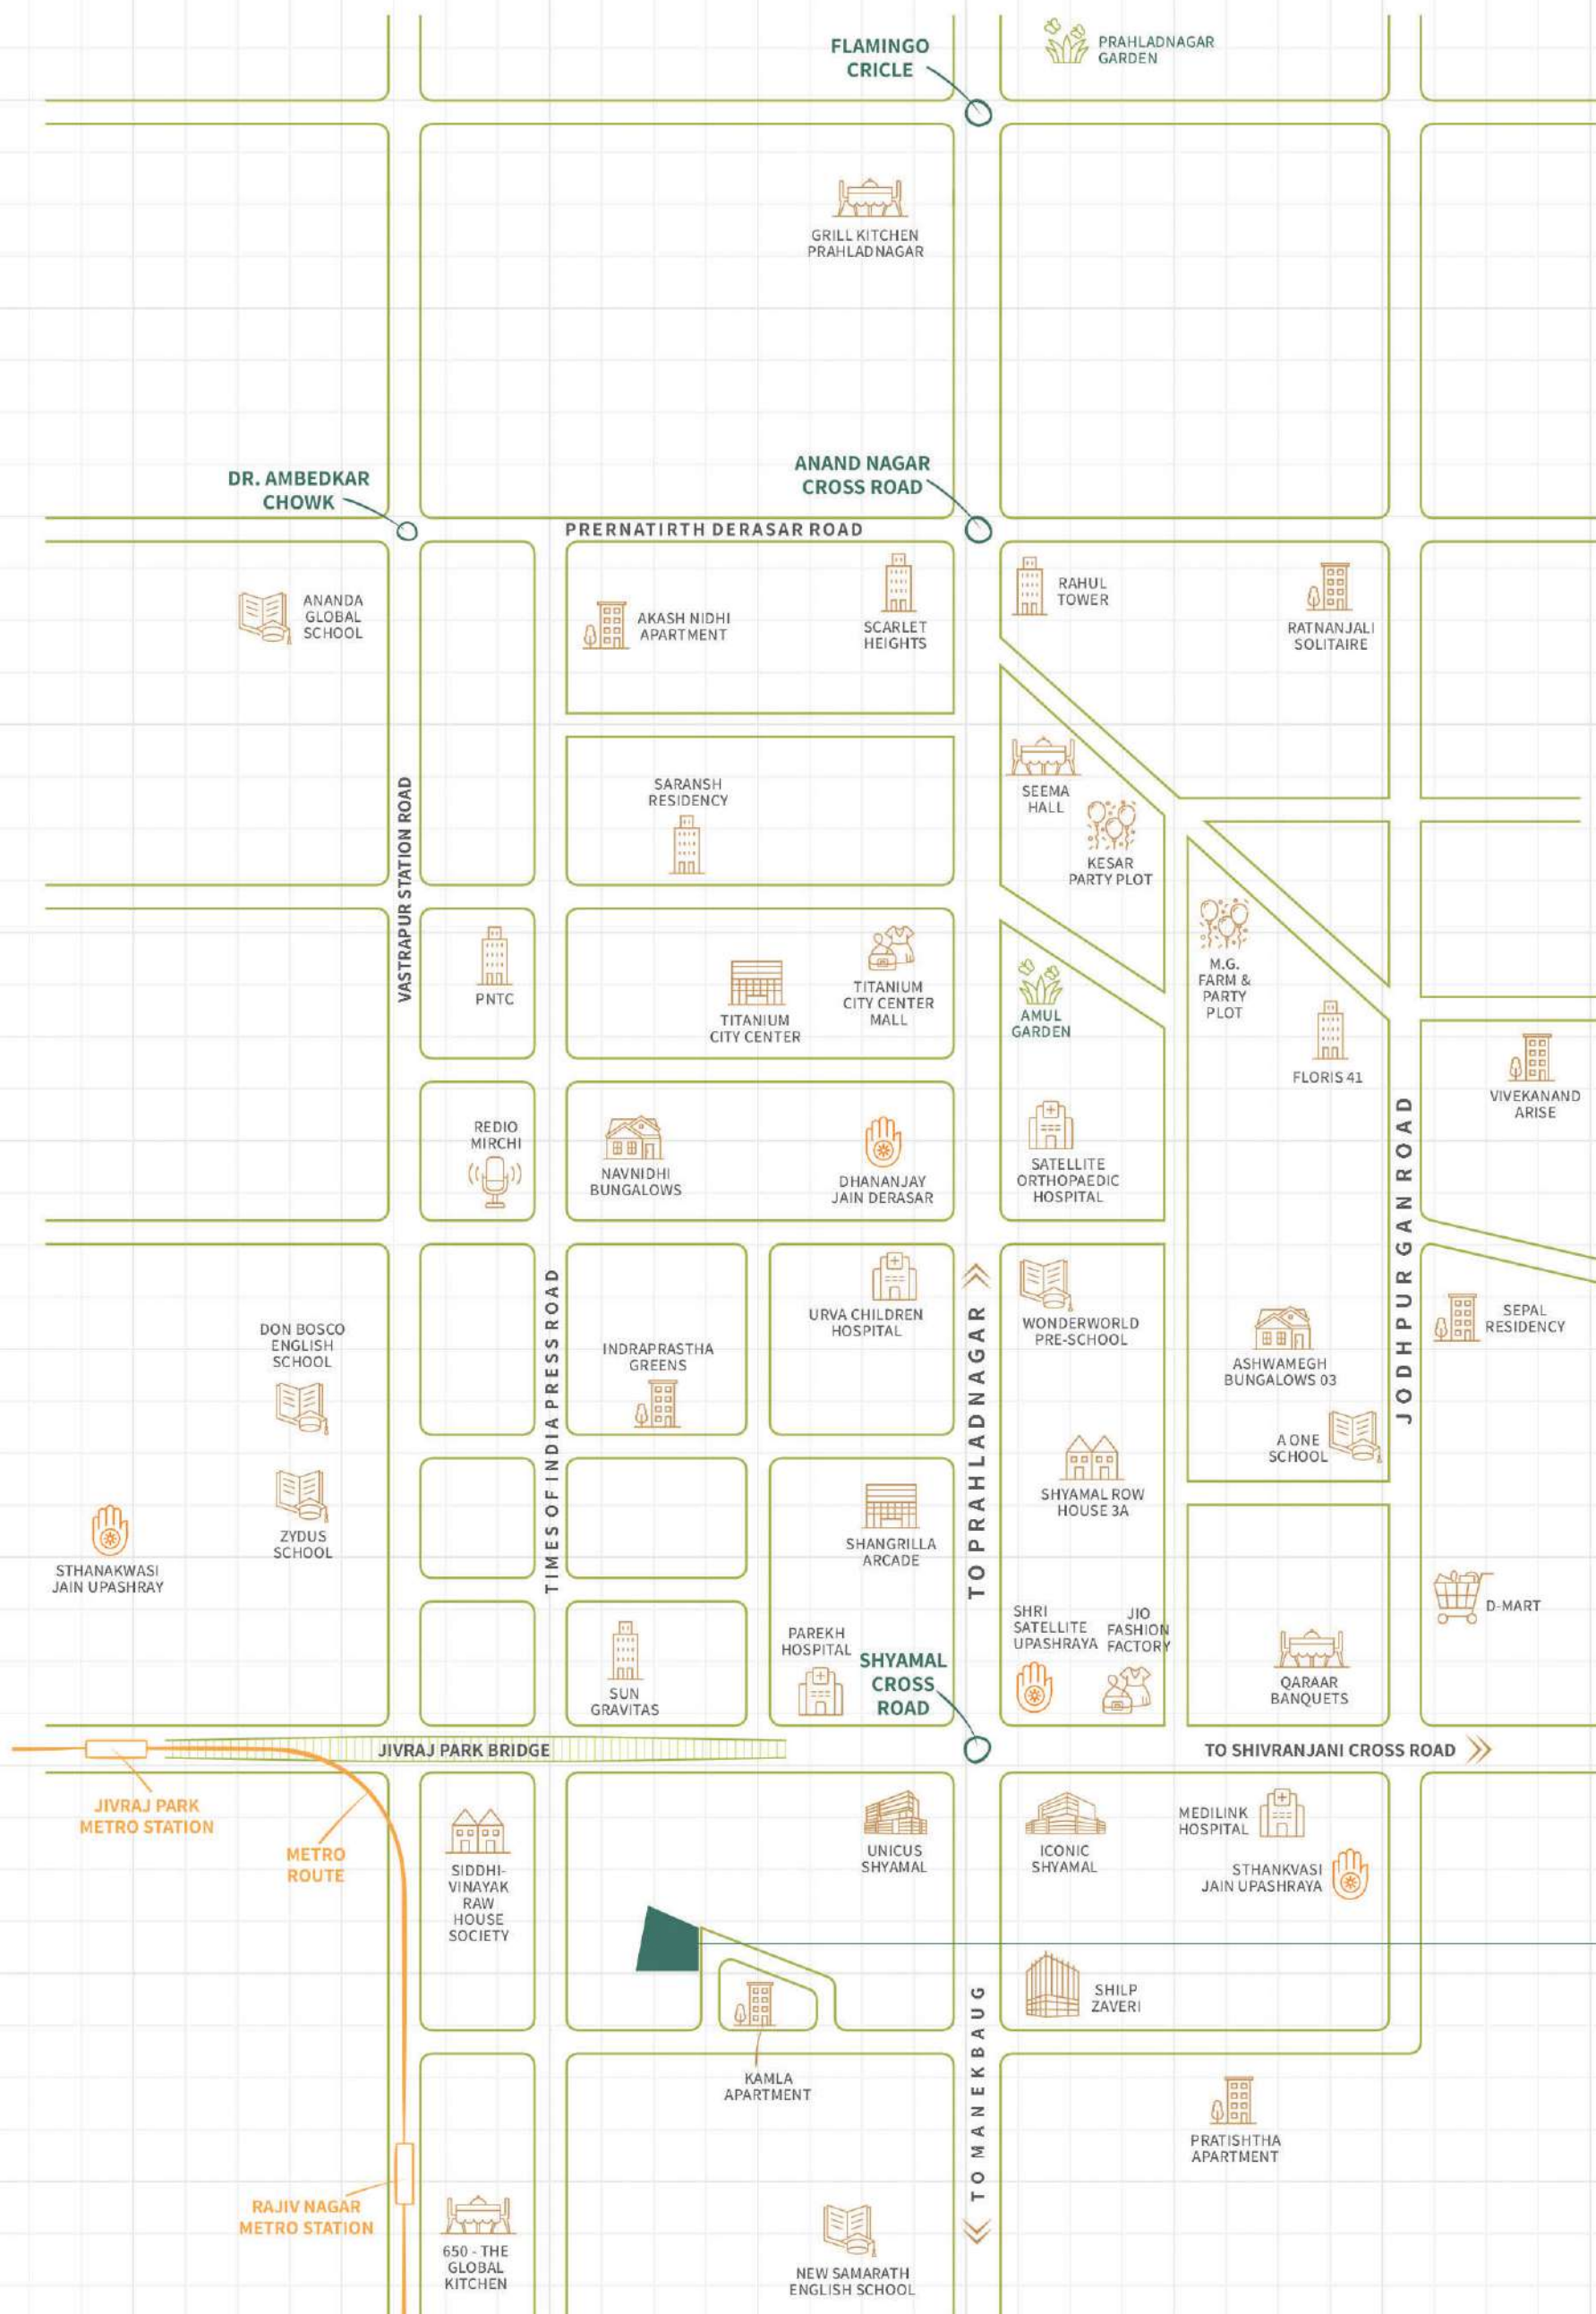 FLAMINGO
CRICLE
PRAHLADNAGAR
GARDEN
GRILL KITCHEN
PRAHLADNAGAR
DR. AMBEDKAR
CHOWK
ANAND NAGAR
CROSS ROAD
PRERNATIRTH DERASAR ROAD
ANANDA
GLOBAL
SCHOOL
AKASH NIDHI
APARTMENT
SCARLET
HEIGHTS
RAHUL
TOWER
RATNANJALI
SOLITAIRE
VASTRAPUR STATION ROAD
SARANSH
RESIDENCY
SEEMA
HALL
KESAR
PARTY PLOT
PNTC
TITANIUM
CITY CENTER
TITANIUM
CITY CENTER
MALL
AMUL
GARDEN
M.G.
FARM &
PARTY
PLOT
FLORIS 41
VIVEKANAND
ARISE
REDIO
MIRCHI
NAVNIDHI
BUNGALOWS
DHANANJAY
JAIN DERASAR
SATELLITE
ORTHOPAEDIC
HOSPITAL
JODHPUR GAN ROAD
TIMES OF INDIA PRESS ROAD
TO PRAHLADNAGAR
DON BOSCO
ENGLISH
SCHOOL
INDRAPRASTHA
GREENS
URVA CHILDREN
HOSPITAL
WONDERWORLD
PRE-SCHOOL
ASHWAMEGH
BUNGALOWS 03
SEPAL
RESIDENCY
A ONE
SCHOOL
ZYDUS
SCHOOL
STHANAKWASI
JAIN UPASHRAY
SHANGRILLA
ARCADE
SHYAMAL ROW
HOUSE 3A
D-MART
SUN
GRAVITAS
PAREKH
HOSPITAL
SHYAMAL
CROSS
ROAD
SHRI
SATELLITE
UPASHRAYA
JIO
FASHION
FACTORY
QARAAR
BANQUETS
JIVRAJ PARK BRIDGE
TO SHIVRANJANI CROSS ROAD
JIVRAJ PARK
METRO STATION
METRO
ROUTE
SIDDHI-
VINAYAK
RAW
HOUSE
SOCIETY
UNICUS
SHYAMAL
ICONIC
SHYAMAL
MEDILINK
HOSPITAL
STHANKVASI
JAIN UPASHRAYA
SHILP
ZAVERI
KAMLA
APARTMENT
TO MANEKBAUG
PRATISHTHA
APARTMENT
RAJIV NAGAR
METRO STATION
650 - THE
GLOBAL
KITCHEN
NEW SAMARATH
ENGLISH SCHOOL